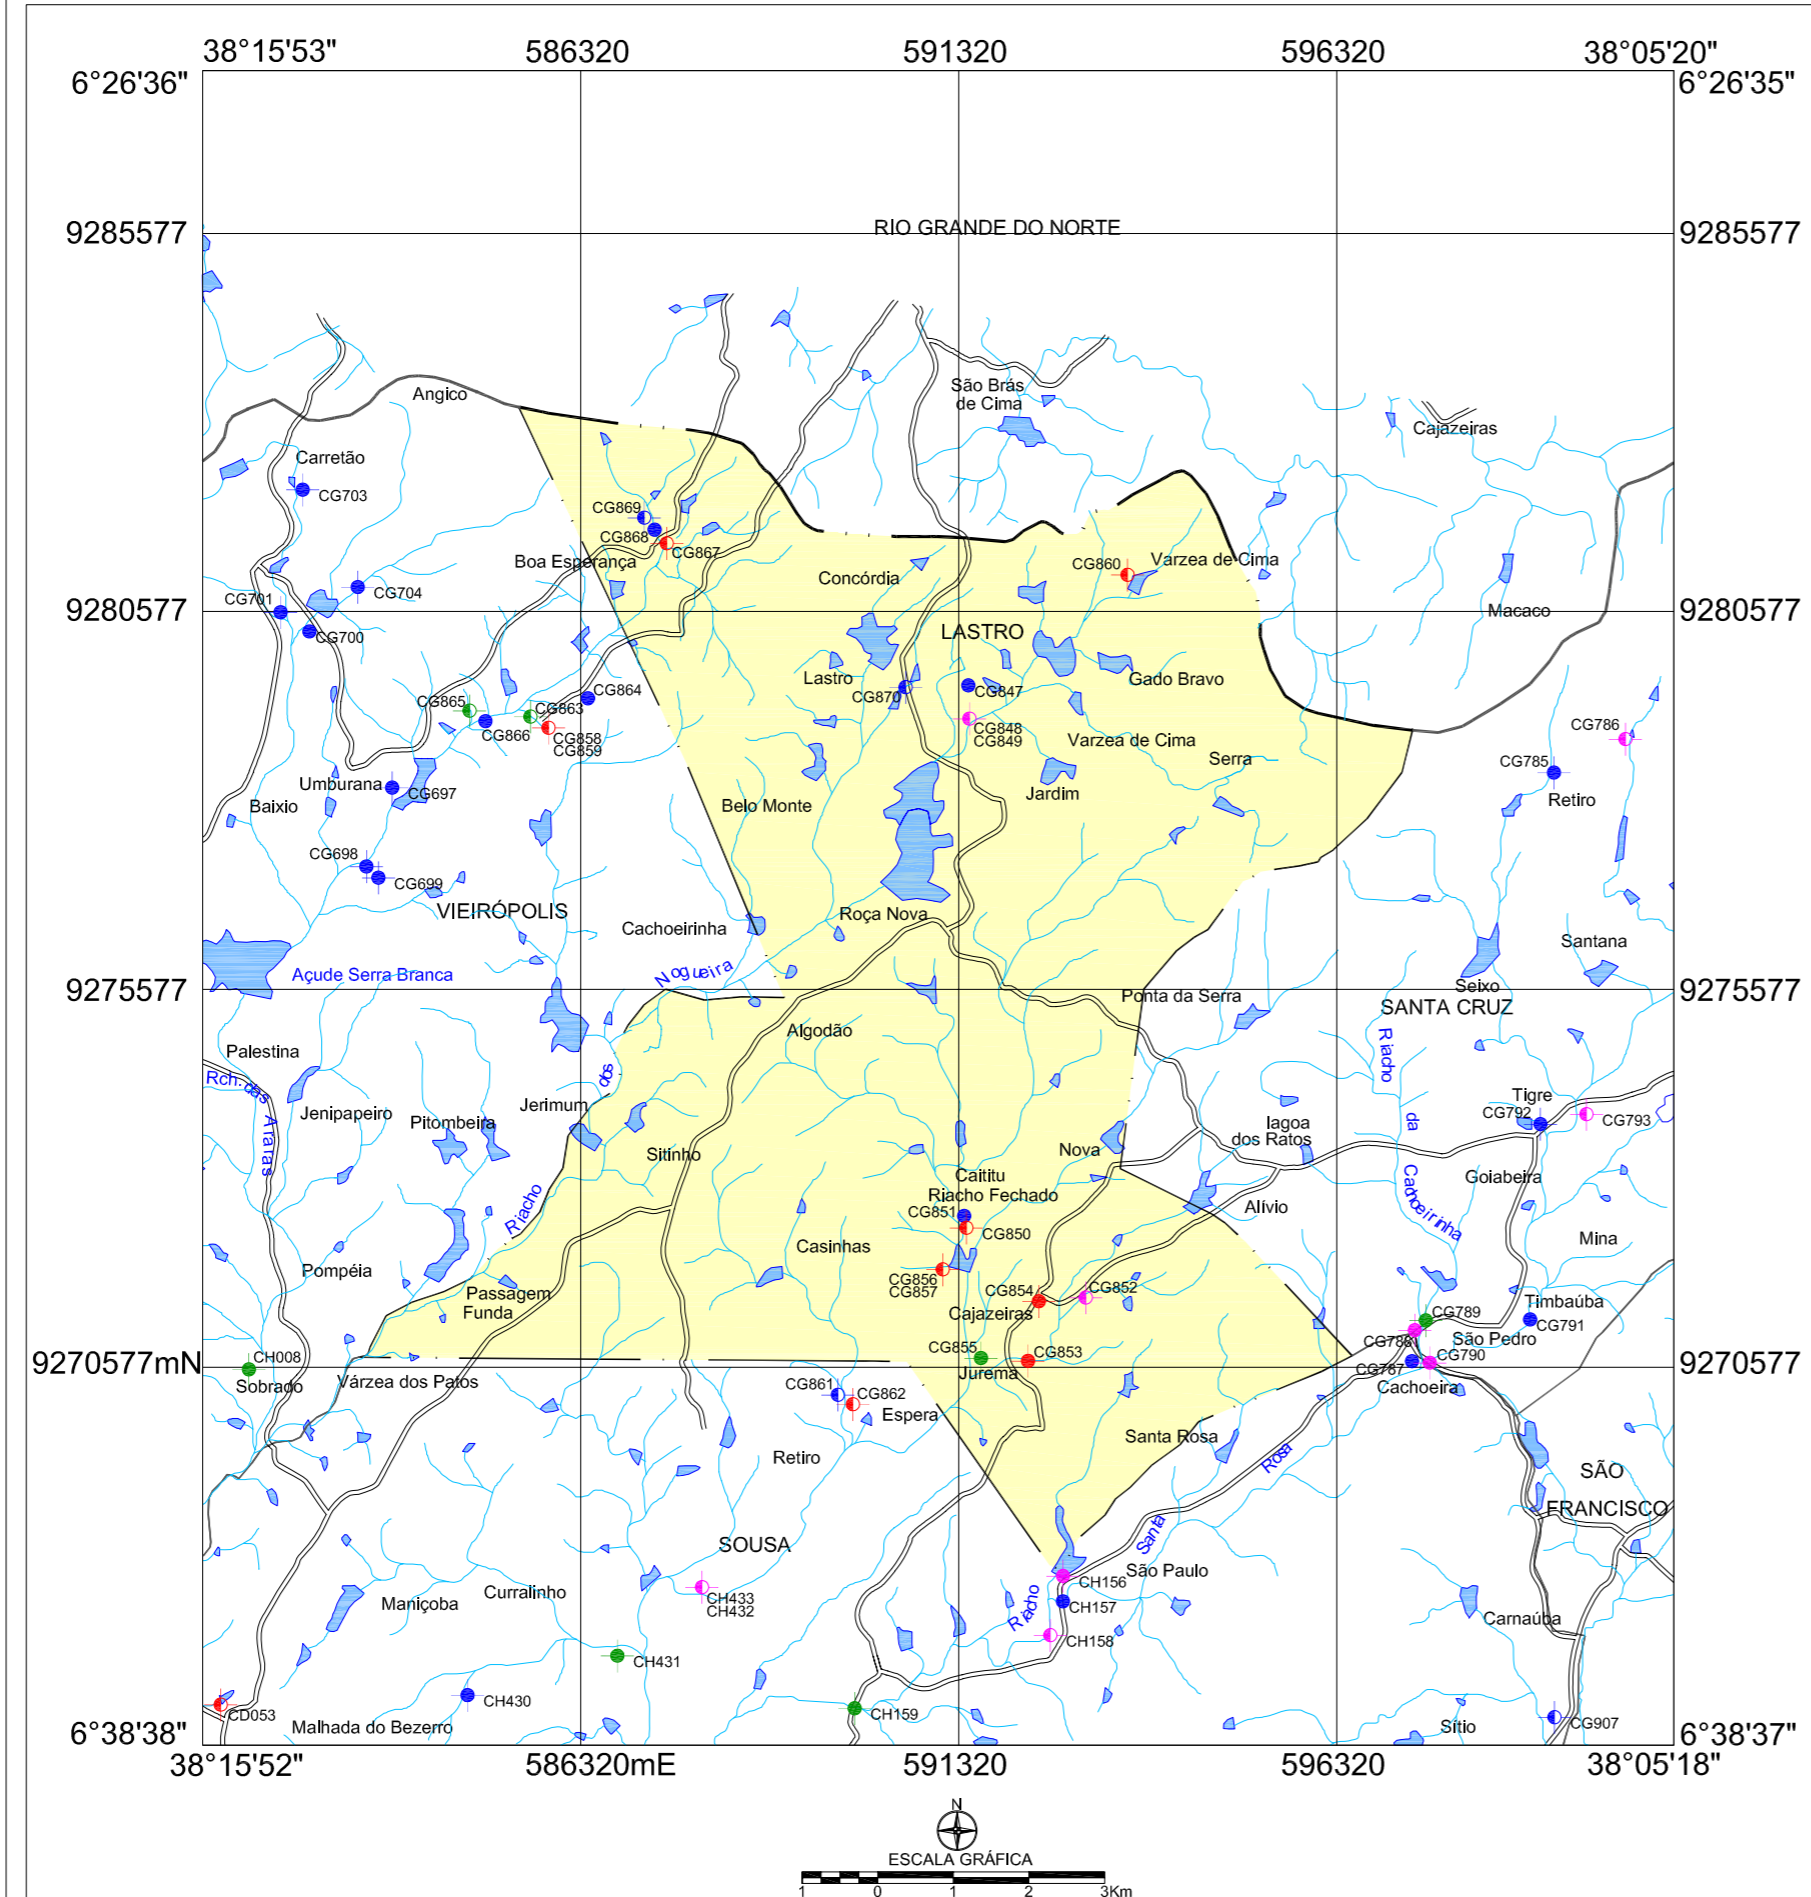 38°15'53" 586320 591320 596320 38°05'20"
6°26'36" 6°26'35"
9285577 RIO GRANDE DO NORTE 9285577
São Brás
de Cima
Angico
Cajazeiras
Carretão
CG703
CG869
CG868
CG867
Boa Esperança
Concórdia
CG860
Varzea de Cima
CG704
CG701
CG700
9280577 9280577
Macaco
LASTRO
Lastro
CG870
CG847
Gado Bravo
CG864
CG865
CG863
CG866
CG858
CG859
CG848
CG849
Varzea de Cima
Serra
CG786
CG785
Retiro
Umburana
CG697
Baixio
Belo Monte
Jardim
CG698
CG699
VIEIRÓPOLIS
Roça Nova
Cachoeirinha
Santana
Açude Serra Branca
Nogueira
Seixo
9275577 9275577
Ponta da Serra
SANTA CRUZ
Algodão
Riacho
Palestina
Rch. das
Araras
dos
Jenipapeiro
Pitombeira
Jerimum
Tigre
CG792
CG793
da
lagoa
dos Ratos
Sitinho
Nova
Caititu
Riacho Fechado
Goiabeira
Cachoeirinha
Riacho
CG851
CG850
Alívio
Casinhas
Mina
Pompéia
CG856
CG857
Passagem
Funda
CG854
CG852
Cajazeiras
CG789
Timbaúba
CG791
CG788
São Pedro
CG855
CG853
CG790
CG787
9270577mN 9270577
CH008
Sobrado
Várzea dos Patos
Jurema
Cachoeira
CG861
CG862
Espera
Retiro
Santa Rosa
Rosa
SÃO
FRANCISCO
SOUSA
Santa
São Paulo
CH156
CH157
Riacho
CH158
CH433
CH432
Curralinho
Maniçoba
Carnaúba
CH431
CH430
CD053
CH159
Malhada do Bezerro
Sítio
CG907
6°38'38" 6°38'37"
38°15'52" 586320mE 591320 596320 38°05'18"
N
ESCALA GRÁFICA
1 0 1 2 3Km